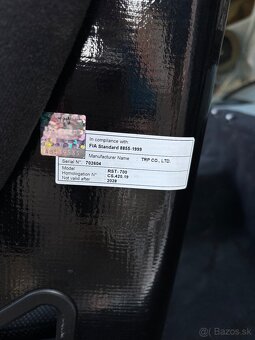 In compliance with:
FIA Standard 8855-1999
Manufacturer Name TRP CO., LTD.
Serial N°: 703604
Model RST-700
Homologation N° CS.420.19
Not valid after 2028
Bazos.sk